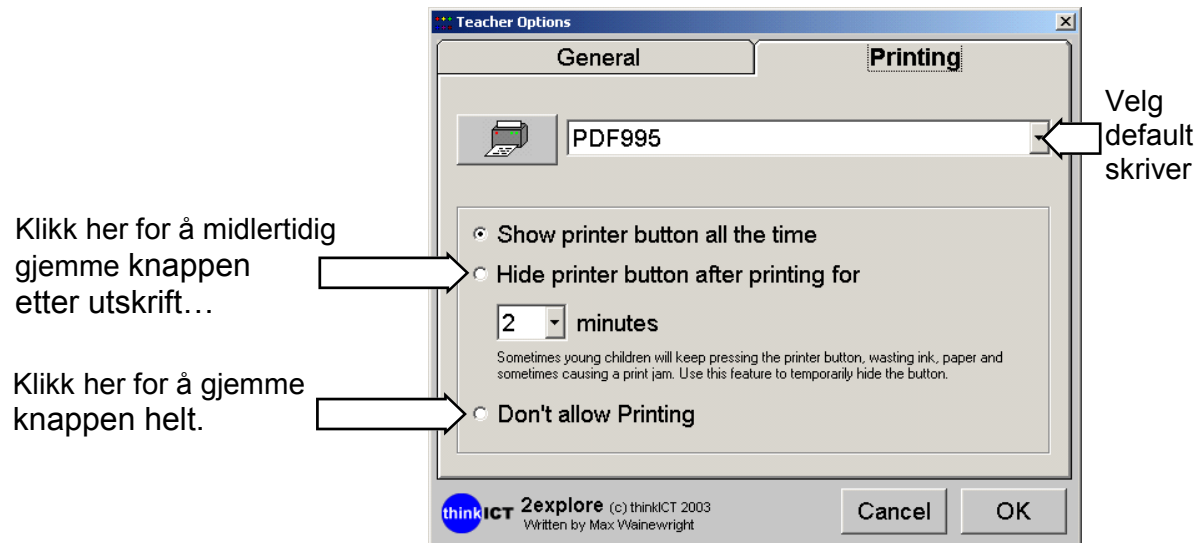 Teacher Options
General
Printing
PDF995
Velg
default
skriver
Klikk her for å midlertidig
gjemme knappen
etter utskrift…
Show printer button all the time
Hide printer button after printing for
2 minutes
Sometimes young children will keep pressing the printer button, wasting ink, paper and
sometimes causing a print jam. Use this feature to temporarily hide the button.
Klikk her for å gjemme
knappen helt.
Don't allow Printing
thinkICT 2explore (c) thinkICT 2003
Written by Max Wainewright
Cancel
OK